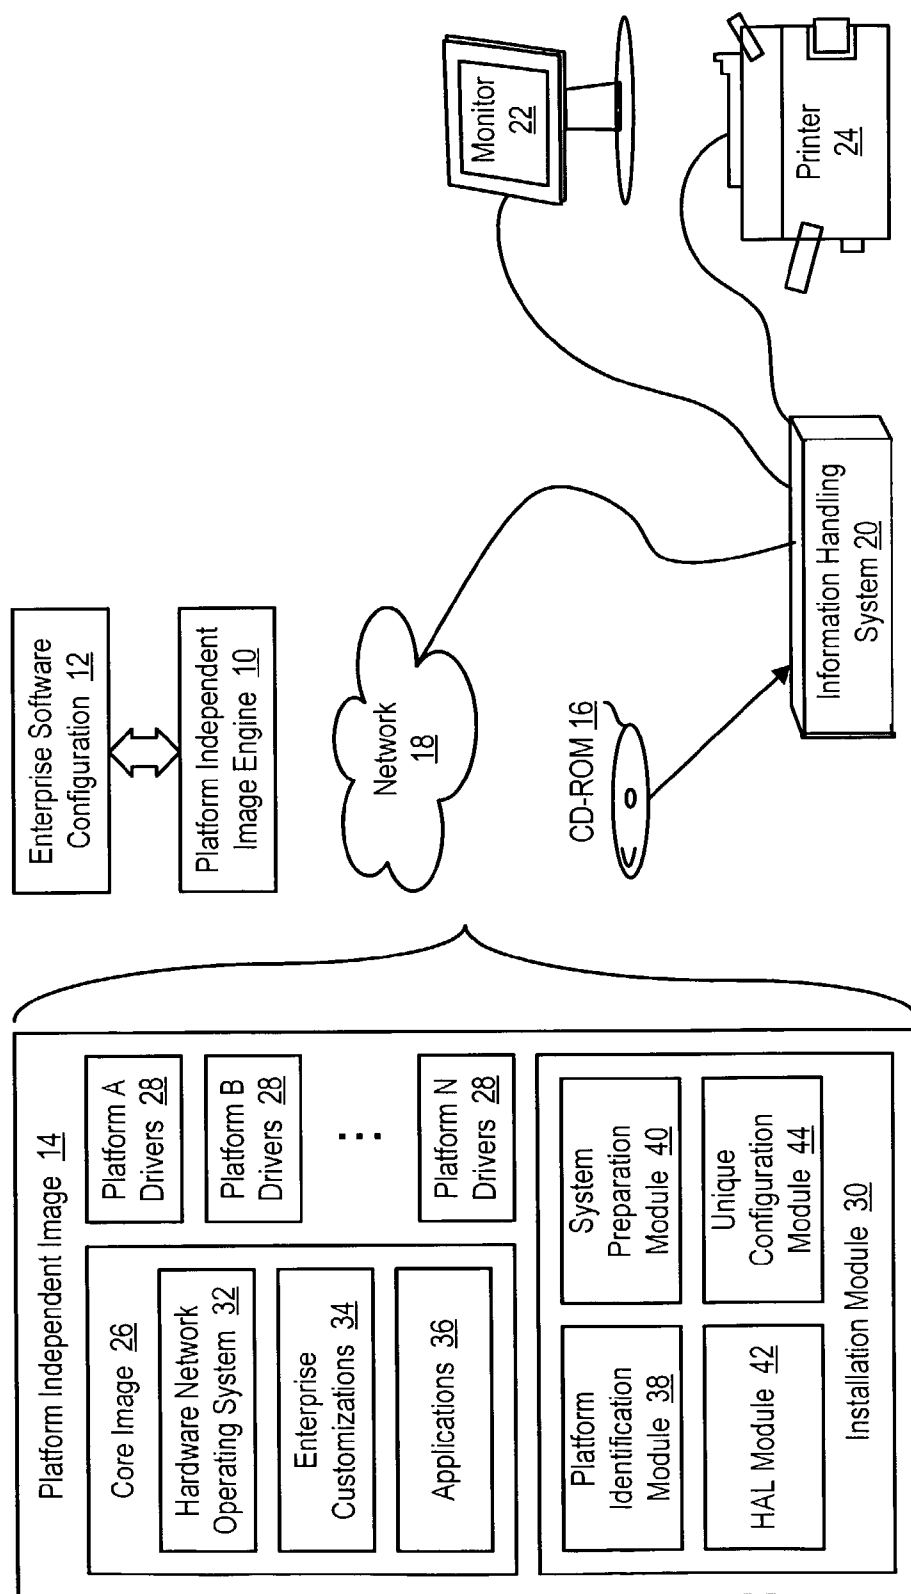 Platform Independent Image 14
Core Image 26
Hardware Network
Operating System 32
Enterprise
Customizations 34
Applications 36
Platform A
Drivers 28
Platform B
Drivers 28
...
Platform N
Drivers 28
Platform
Identification
Module 38
System
Preparation
Module 40
HAL Module 42
Unique
Configuration
Module 44
Installation Module 30
Enterprise Software
Configuration 12
Platform Independent
Image Engine 10
Network
18
CD-ROM 16
Information Handling
System 20
Monitor
22
Printer
24